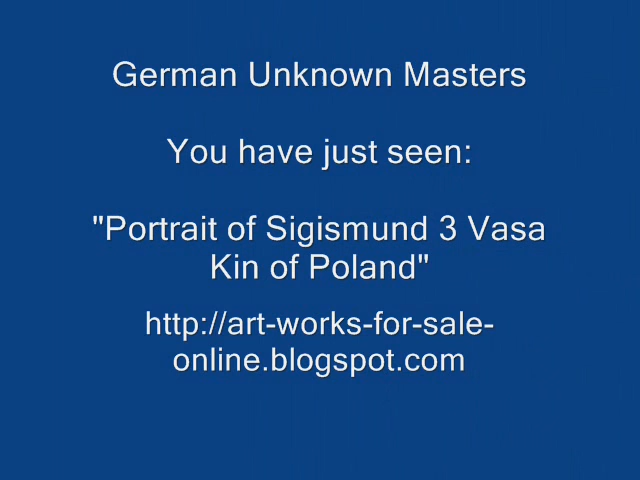 German Unknown Masters
You have just seen:
"Portrait of Sigismund 3 Vasa
Kin of Poland"
http://art-works-for-sale-
online.blogspot.com